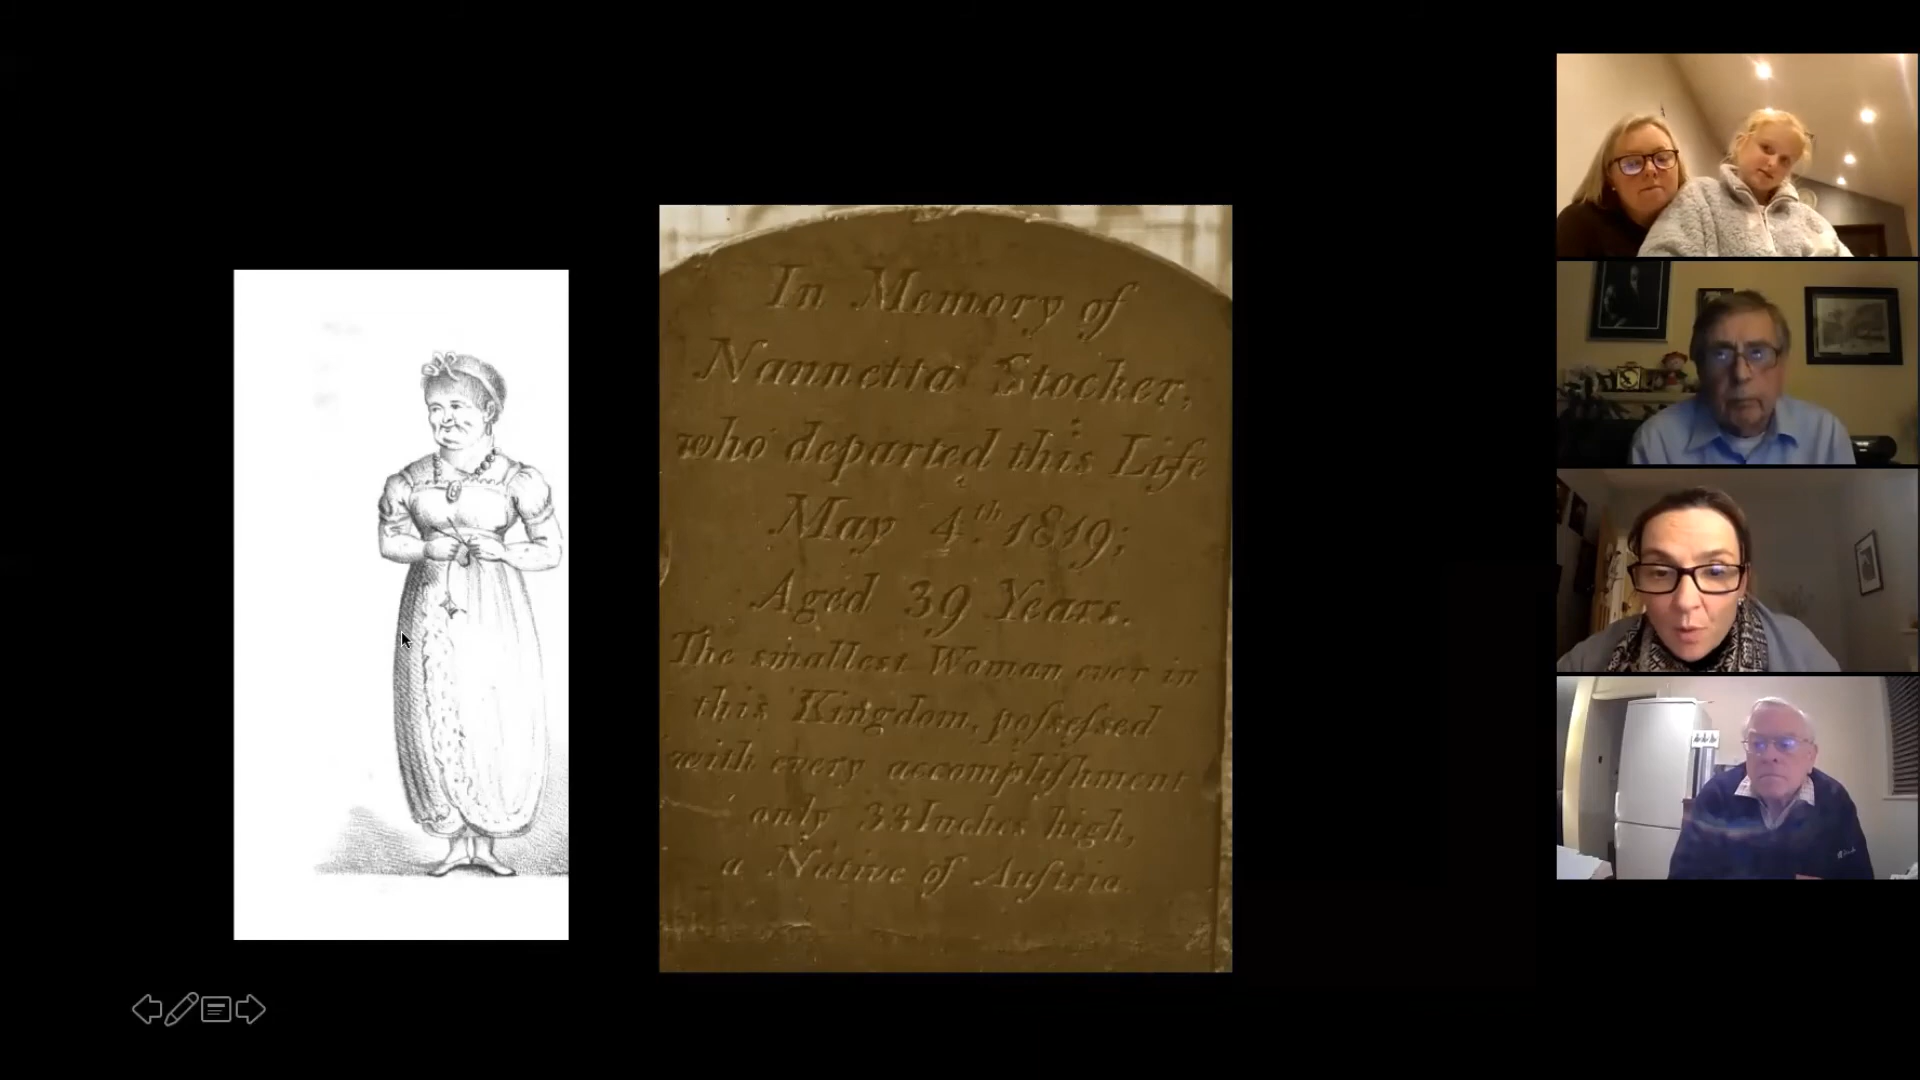 In Memory of
Nannetta Stocker,
who departed this Life
May 4th. 1819;
Aged 39 Years.
The smallest Woman ever in
this Kingdom, poſseſsed
with every accompliſhment
only 33 Inches high,
a Native of Auſtria.